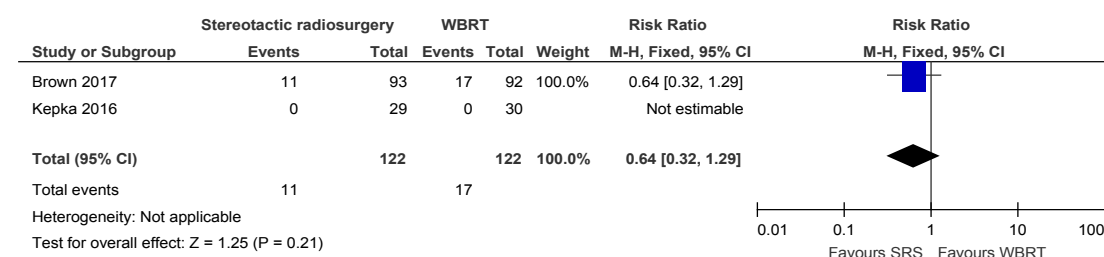 Stereotactic radiosurgery WBRT Risk Ratio Risk Ratio
Study or Subgroup Events Total Events Total Weight M-H, Fixed, 95% CI M-H, Fixed, 95% CI
Brown 2017 11 93 17 92 100.0% 0.64 [0.32, 1.29]
Kepka 2016 0 29 0 30 Not estimable
Total (95% CI) 122 122 100.0% 0.64 [0.32, 1.29]
Total events 11 17
Heterogeneity: Not applicable
Test for overall effect: Z = 1.25 (P = 0.21)
0.01 0.1 1 10 100
Favours SRS Favours WBRT